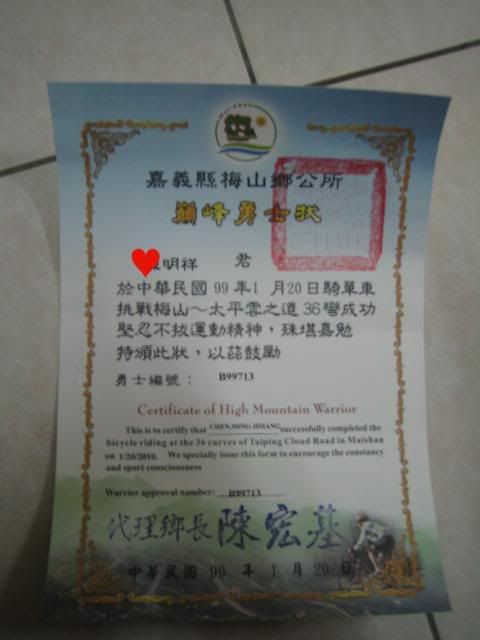 嘉義縣梅山鄉公所
巔峰勇士狀
明祥 君
於中華民國 99 年 1 月 20 日騎單車
挑戰梅山～太平雲之道 36 彎成功
堅忍不拔運動精神，殊堪嘉勉
特頒此狀，以茲鼓勵
勇士編號： B99713
Certificate of High Mountain Warrior
This is to certify that CHEN,MING-HSIANG successfully completed the
bicycle riding at the 36 curves of Taiping Cloud Road in Maishan
on 1/20/2010. We specially issue this form to encourage the constancy
and sport consciousness
Warrior approval number: B99713
代理鄉長 陳宏基
中華民國 99 年 1 月 20 日